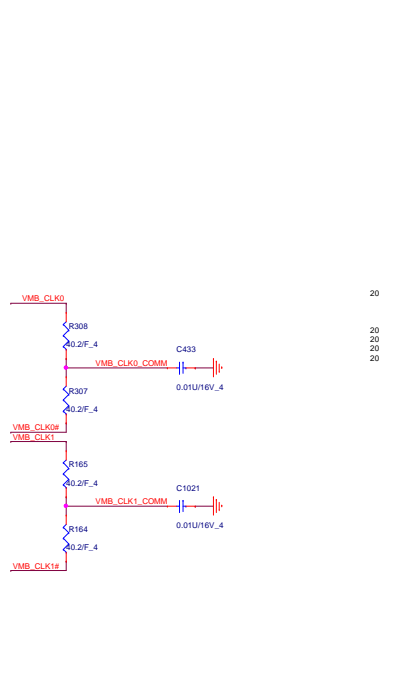 VMB_CLK0
20
R308
20
40.2/F_4
20
C433
20
20
VMB_CLK0_COMM
R307
0.01U/16V_4
40.2/F_4
VMB_CLK0#
VMB_CLK1
R165
40.2/F_4
C1021
VMB_CLK1_COMM
R164
0.01U/16V_4
40.2/F_4
VMB_CLK1#